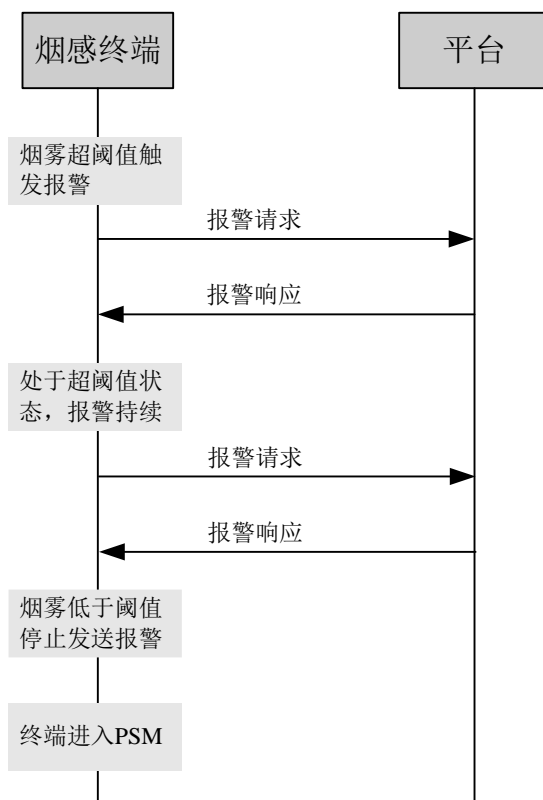 烟感终端
平台
烟雾超阈值触
发报警
报警请求
报警响应
处于超阈值状
态，报警持续
报警请求
报警响应
烟雾低于阈值
停止发送报警
终端进入PSM